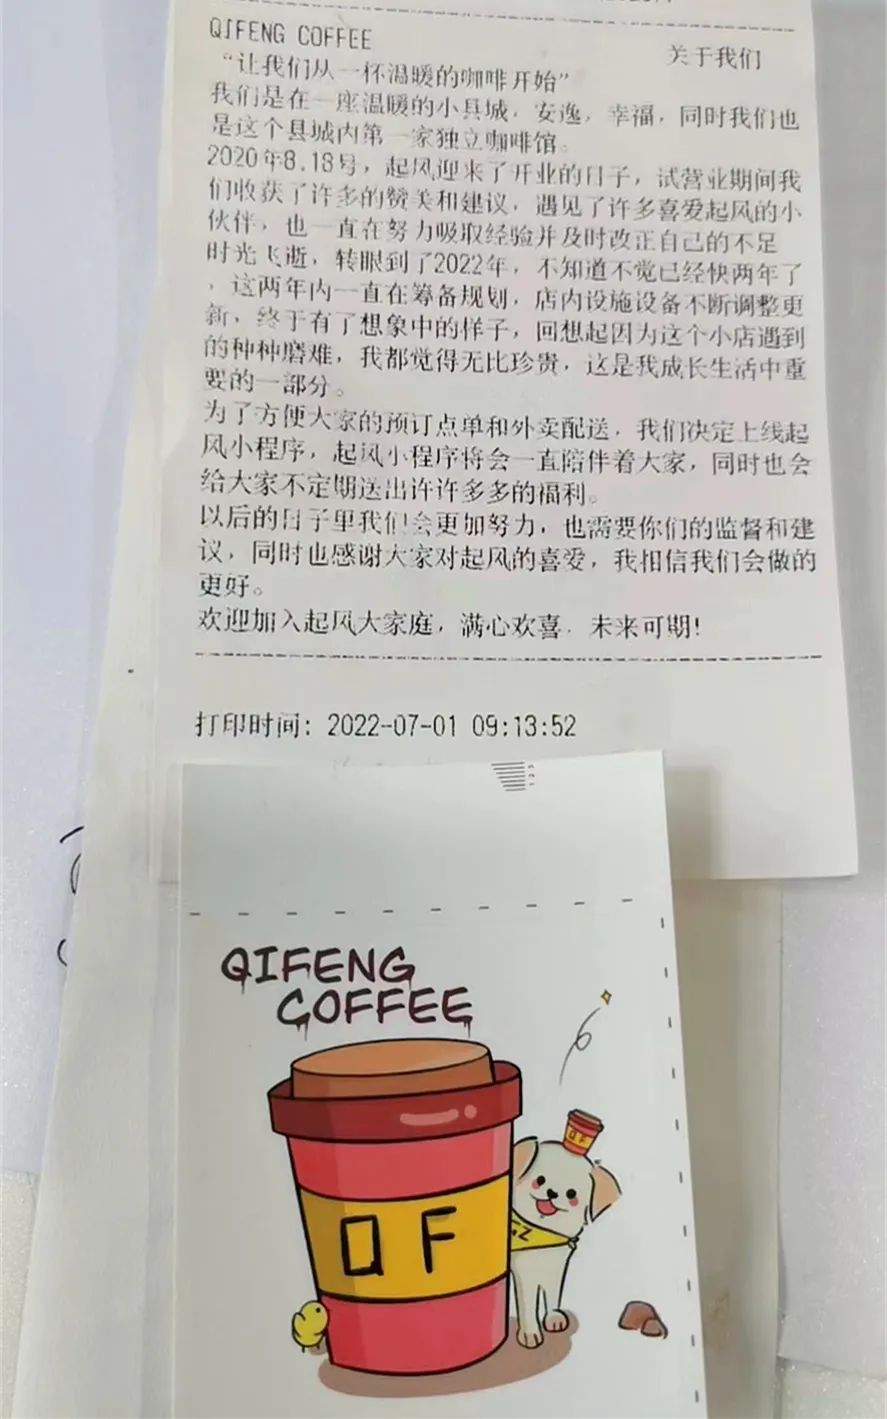 QIFENG COFFEE
关于我们
“让我们从一杯温暖的咖啡开始”
我们是在一座温暖的小县城，安逸，幸福，同时我们也
是这个县城内第一家独立咖啡馆。
2020年8.18号，起风迎来了开业的日子，试营业期间我
们收获了许多的赞美和建议，遇见了许多喜爱起风的小
伙伴，也一直在努力吸取经验并及时改正自己的不足
时光飞逝，转眼到了2022年，不知道不觉已经快两年了
，这两年内一直在筹备规划，店内设施设备不断调整更
新，终于有了想象中的样子，回想起因为这个小店遇到
的种种磨难，我都觉得无比珍贵，这是我成长生活中重
要的一部分。
为了方便大家的预订点单和外卖配送，我们决定上线起
风小程序，起风小程序将会一直陪伴着大家，同时也会
给大家不定期送出许许多多的福利。
以后的日子里我们会更加努力，也需要你们的监督和建
议，同时也感谢大家对起风的喜爱，我相信我们会做的
更好。
欢迎加入起风大家庭，满心欢喜．未来可期！
打印时间：2022-07-01 09:13:52
QIFENG
COFFEE
QF
QF